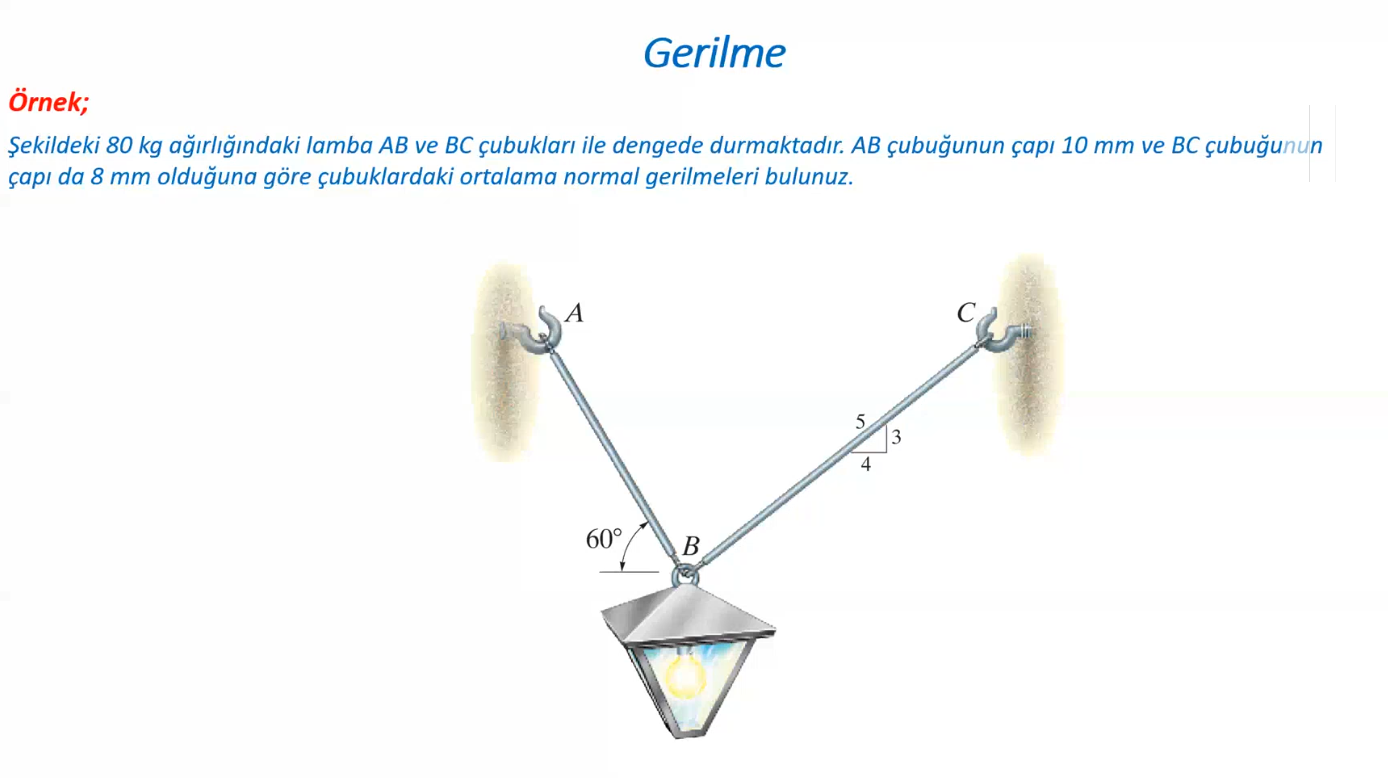 Gerilme
Örnek;
Şekildeki 80 kg ağırlığındaki lamba AB ve BC çubukları ile dengede durmaktadır. AB çubuğunun çapı 10 mm ve BC çubuğunun
çapı da 8 mm olduğuna göre çubuklardaki ortalama normal gerilmeleri bulunuz.
A
C
5
3
4
60°
B